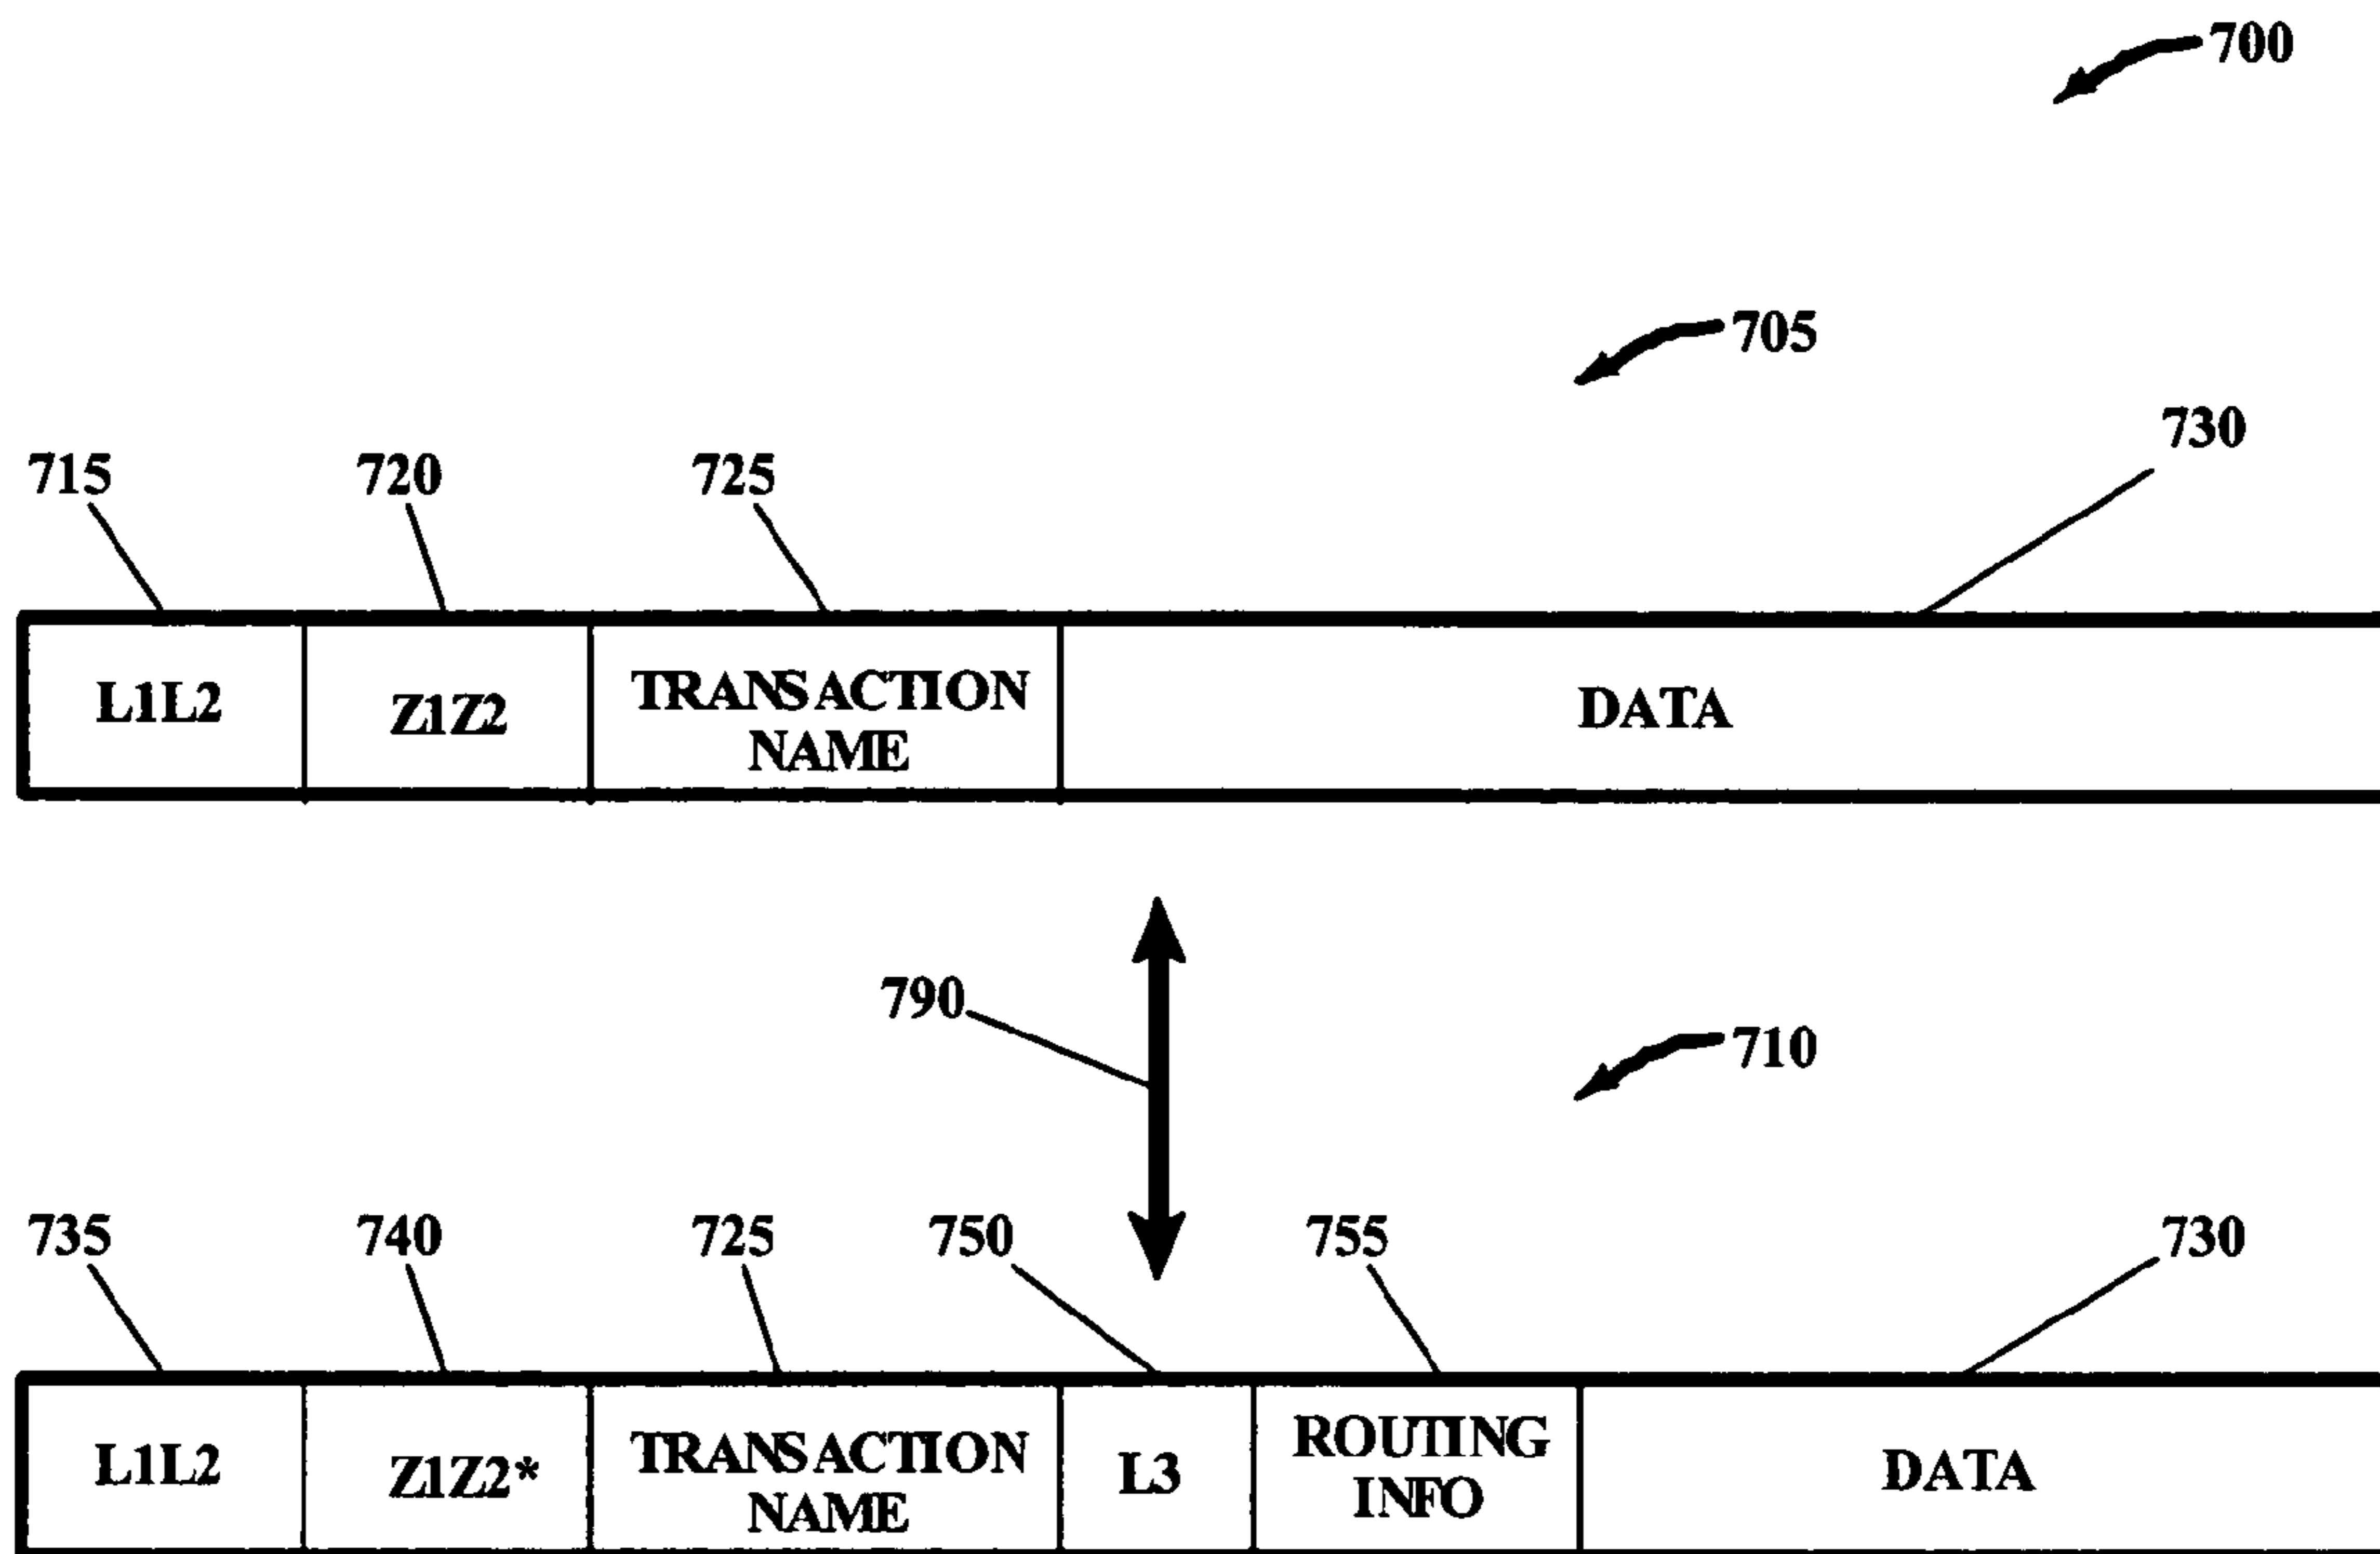 700
705
730
715 720 725
L1L2 Z1Z2 TRANSACTION NAME DATA
790
710
735 740 725 750 755 730
L1L2 Z1Z2* TRANSACTION NAME L3 ROUTING INFO DATA